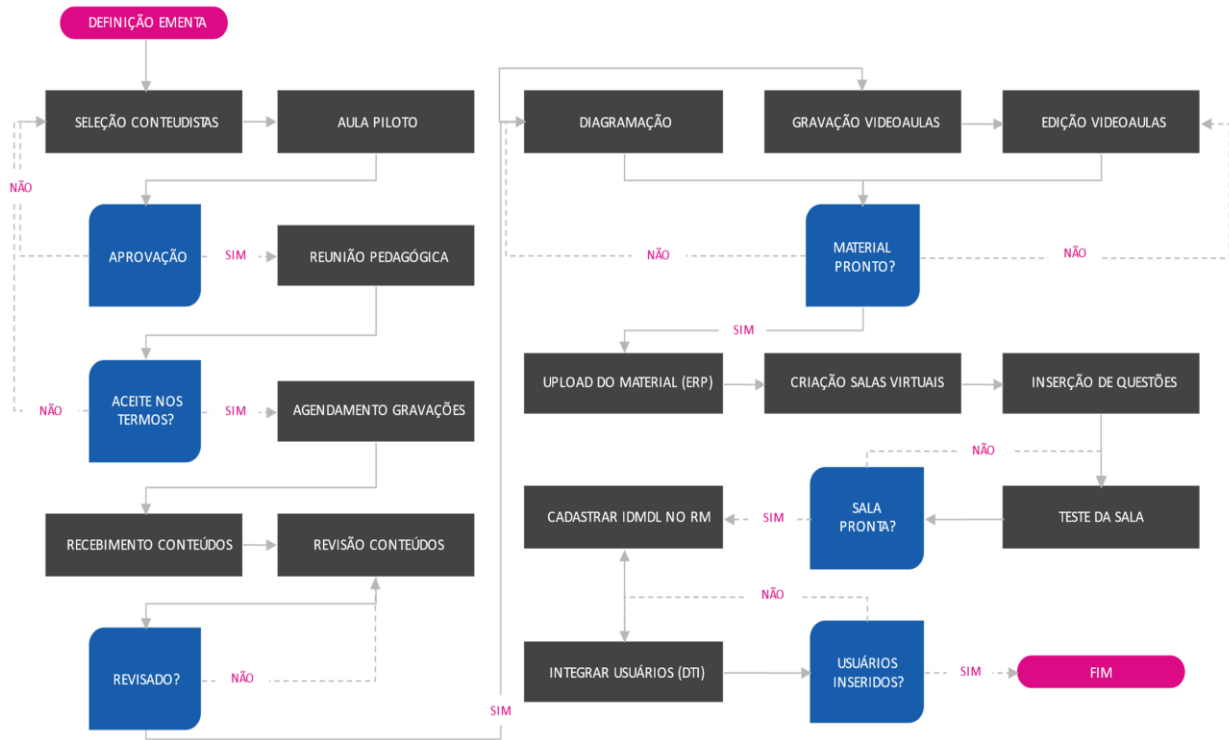 DEFINIÇÃO EMENTA
SELEÇÃO CONTEUDISTAS
AULA PILOTO
NÃO
APROVAÇÃO
SIM
REUNIÃO PEDAGÓGICA
NÃO
ACEITE NOS
TERMOS?
SIM
AGENDAMENTO GRAVAÇÕES
RECEBIMENTO CONTEÚDOS
REVISÃO CONTEÚDOS
REVISADO?
NÃO
SIM
DIAGRAMAÇÃO
GRAVAÇÃO VIDEOAULAS
EDIÇÃO VIDEOAULAS
NÃO
MATERIAL
PRONTO?
NÃO
SIM
UPLOAD DO MATERIAL (ERP)
CRIAÇÃO SALAS VIRTUAIS
INSERÇÃO DE QUESTÕES
NÃO
CADASTRAR IDMDL NO RM
SIM
SALA
PRONTA?
TESTE DA SALA
NÃO
INTEGRAR USUÁRIOS (DTI)
USUÁRIOS
INSERIDOS?
SIM
FIM